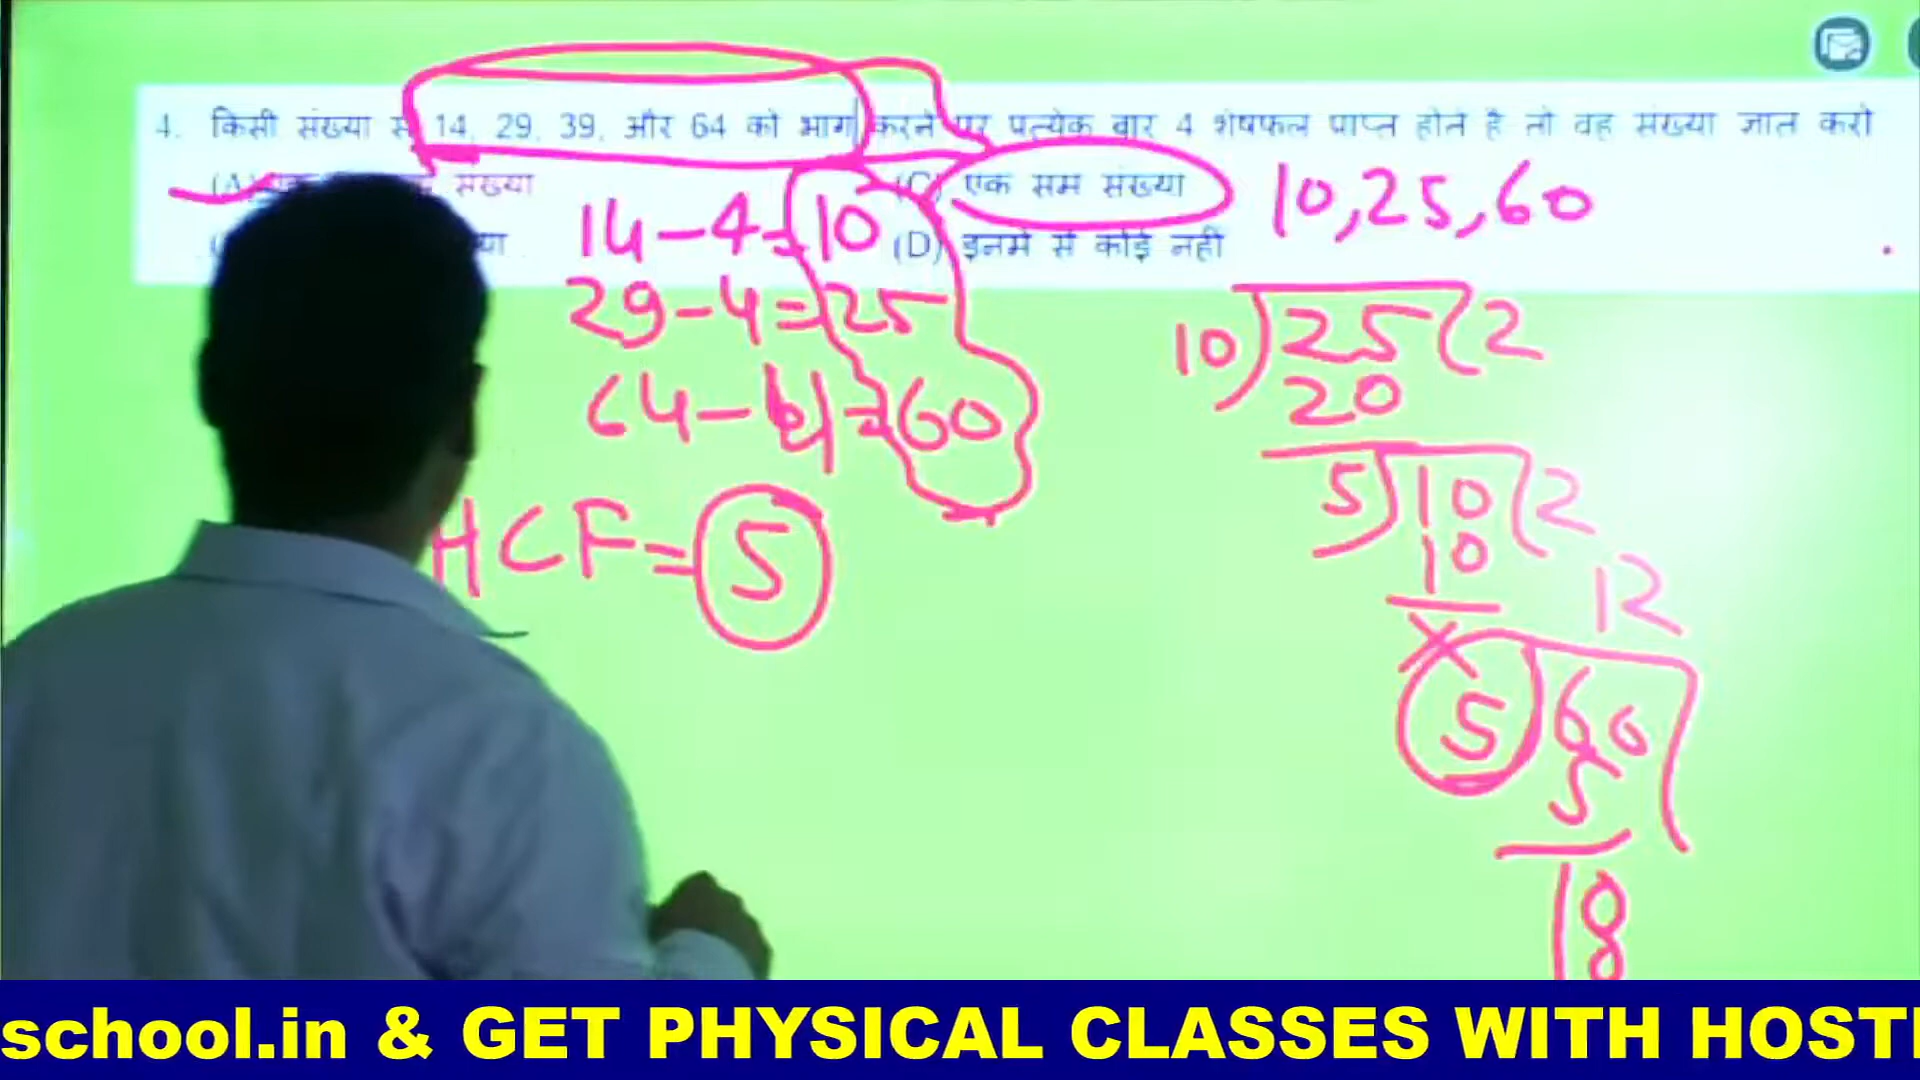 4. किसी संख्या से 14, 29, 39, और 64 को भाग करने पर प्रत्येक बार 4 शेषफल प्राप्त होते है तो वह संख्या ज्ञात करो
(A) संख्या
(C) एक सम संख्या
(D) इनमें से कोई नहीं
14-4=10
29-4=25
64-4=60
HCF=5
10,25,60
10)25(2
20
5)10(2
10
×
12
5)60
5
10
school.in & GET PHYSICAL CLASSES WITH HOST